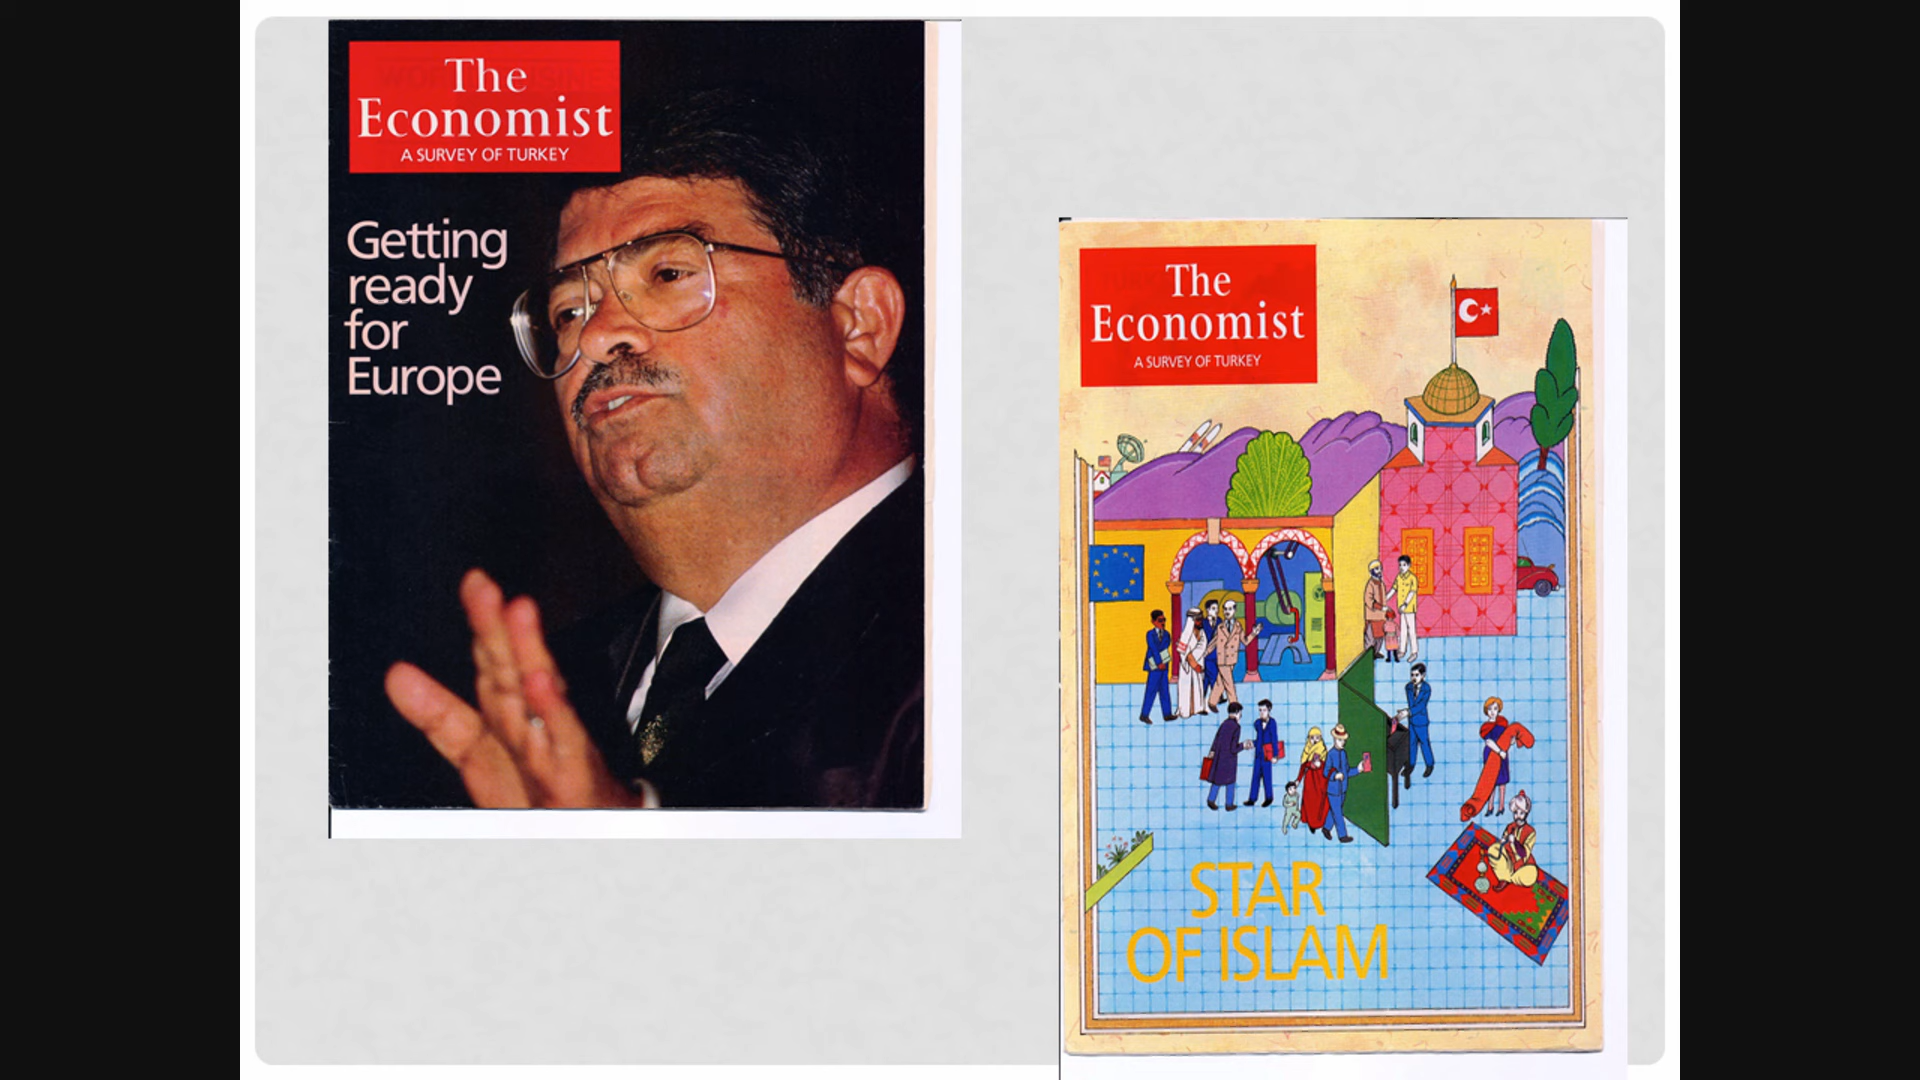 The
Economist
A SURVEY OF TURKEY
Getting
ready
for
Europe
The
Economist
A SURVEY OF TURKEY
STAR
OF ISLAM